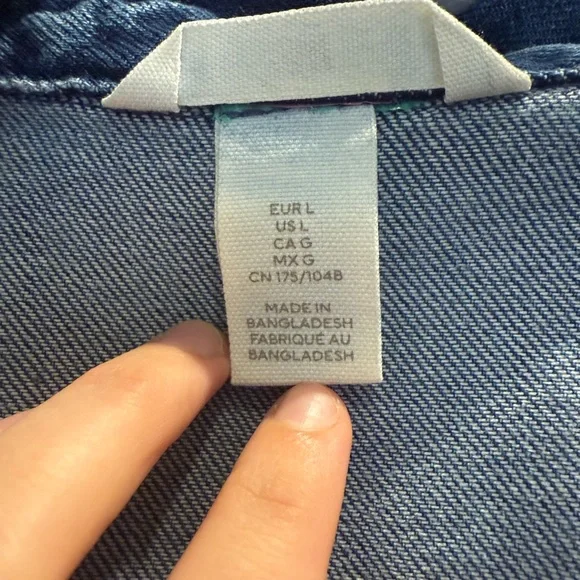 EUR L
US L
CA G
MX G
CN 175/104B
MADE IN
BANGLADESH
FABRIQUÉ AU
BANGLADESH